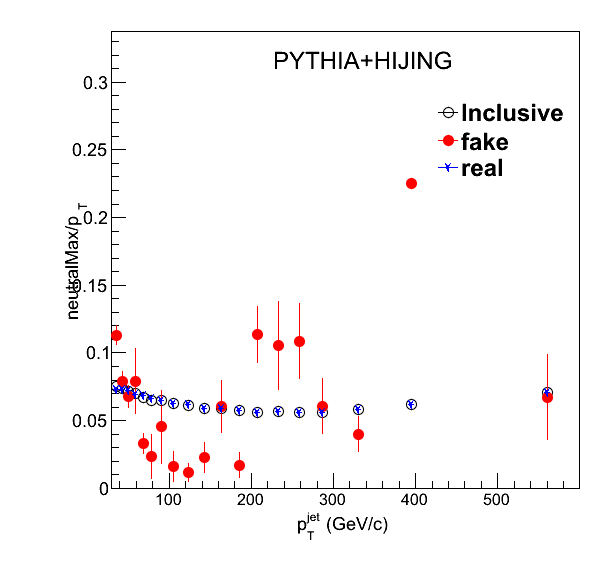 PYTHIA+HIJING
Inclusive
fake
real
neutralMax/p_T
0.3
0.25
0.2
0.15
0.1
0.05
0
100
200
300
400
500
p_T^jet (GeV/c)